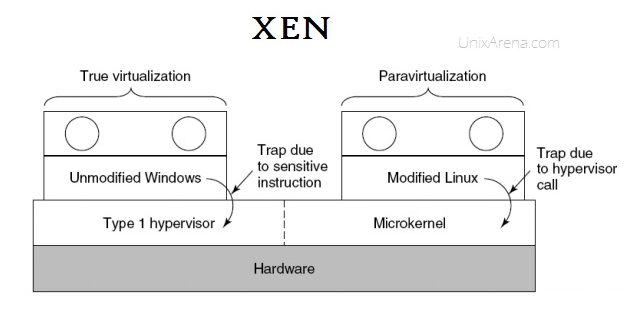 XEN
UnixArena.com
True virtualization
Paravirtualization
Trap due
to sensitive
instruction
Trap due
to hypervisor
call
Unmodified Windows
Modified Linux
Type 1 hypervisor
Microkernel
Hardware